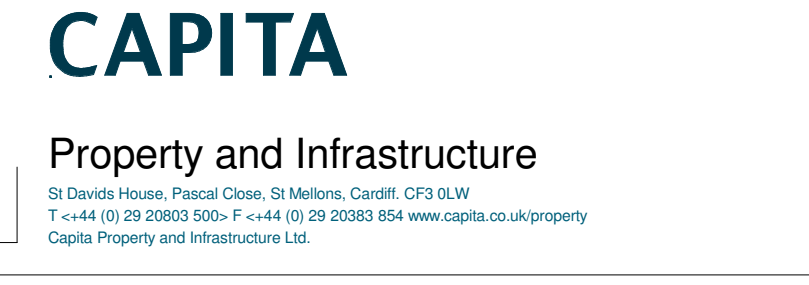 CAPITA
Property and Infrastructure
St Davids House, Pascal Close, St Mellons, Cardiff. CF3 0LW
T <+44 (0) 29 20803 500> F <+44 (0) 29 20383 854 www.capita.co.uk/property
Capita Property and Infrastructure Ltd.